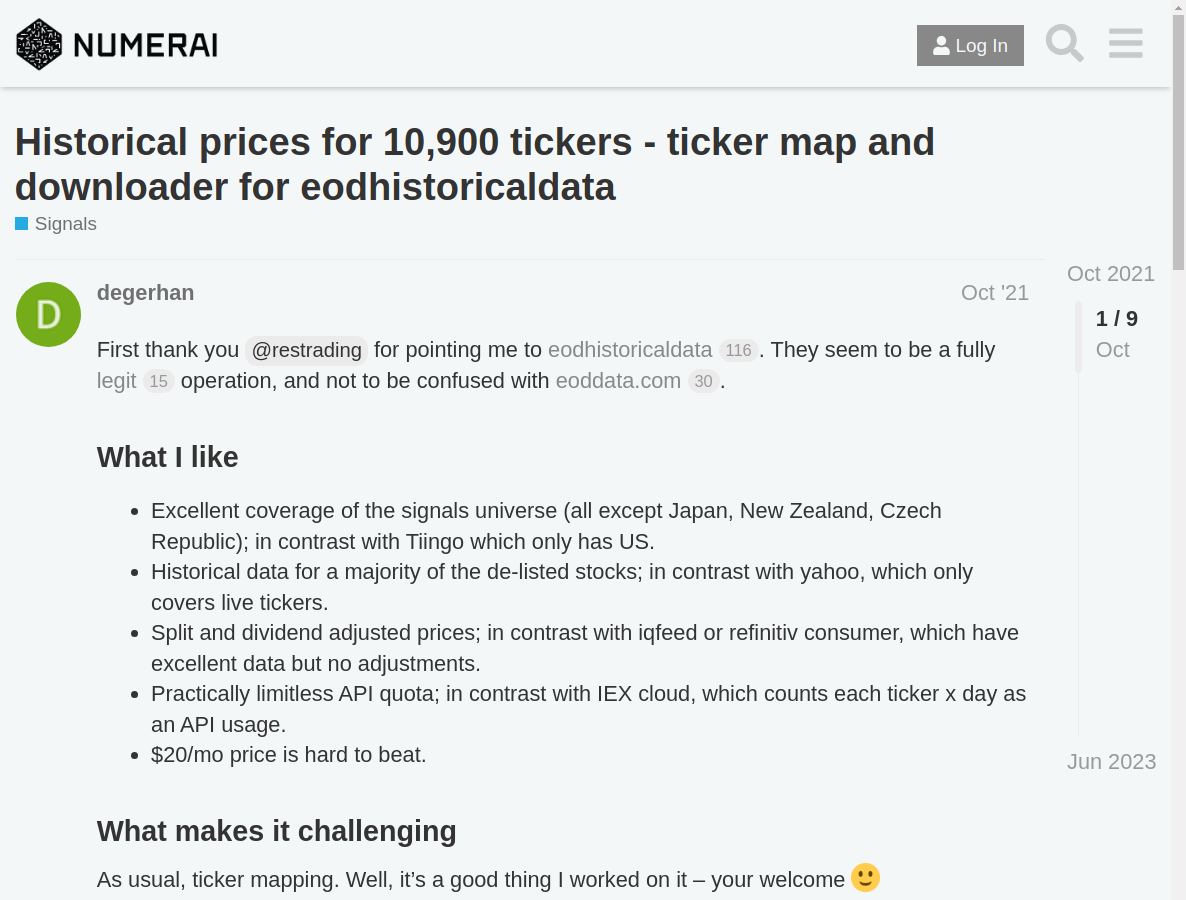 NUMERAI
Log In
Historical prices for 10,900 tickers - ticker map and
downloader for eodhistoricaldata
Signals
D
degerhan
Oct '21
First thank you @restrading for pointing me to eodhistoricaldata 116. They seem to be a fully
legit 15 operation, and not to be confused with eoddata.com 30.
What I like
• Excellent coverage of the signals universe (all except Japan, New Zealand, Czech
Republic); in contrast with Tiingo which only has US.
• Historical data for a majority of the de-listed stocks; in contrast with yahoo, which only
covers live tickers.
• Split and dividend adjusted prices; in contrast with iqfeed or refinitiv consumer, which have
excellent data but no adjustments.
• Practically limitless API quota; in contrast with IEX cloud, which counts each ticker x day as
an API usage.
• $20/mo price is hard to beat.
What makes it challenging
As usual, ticker mapping. Well, it’s a good thing I worked on it – your welcome
Oct 2021
1 / 9
Oct
Jun 2023